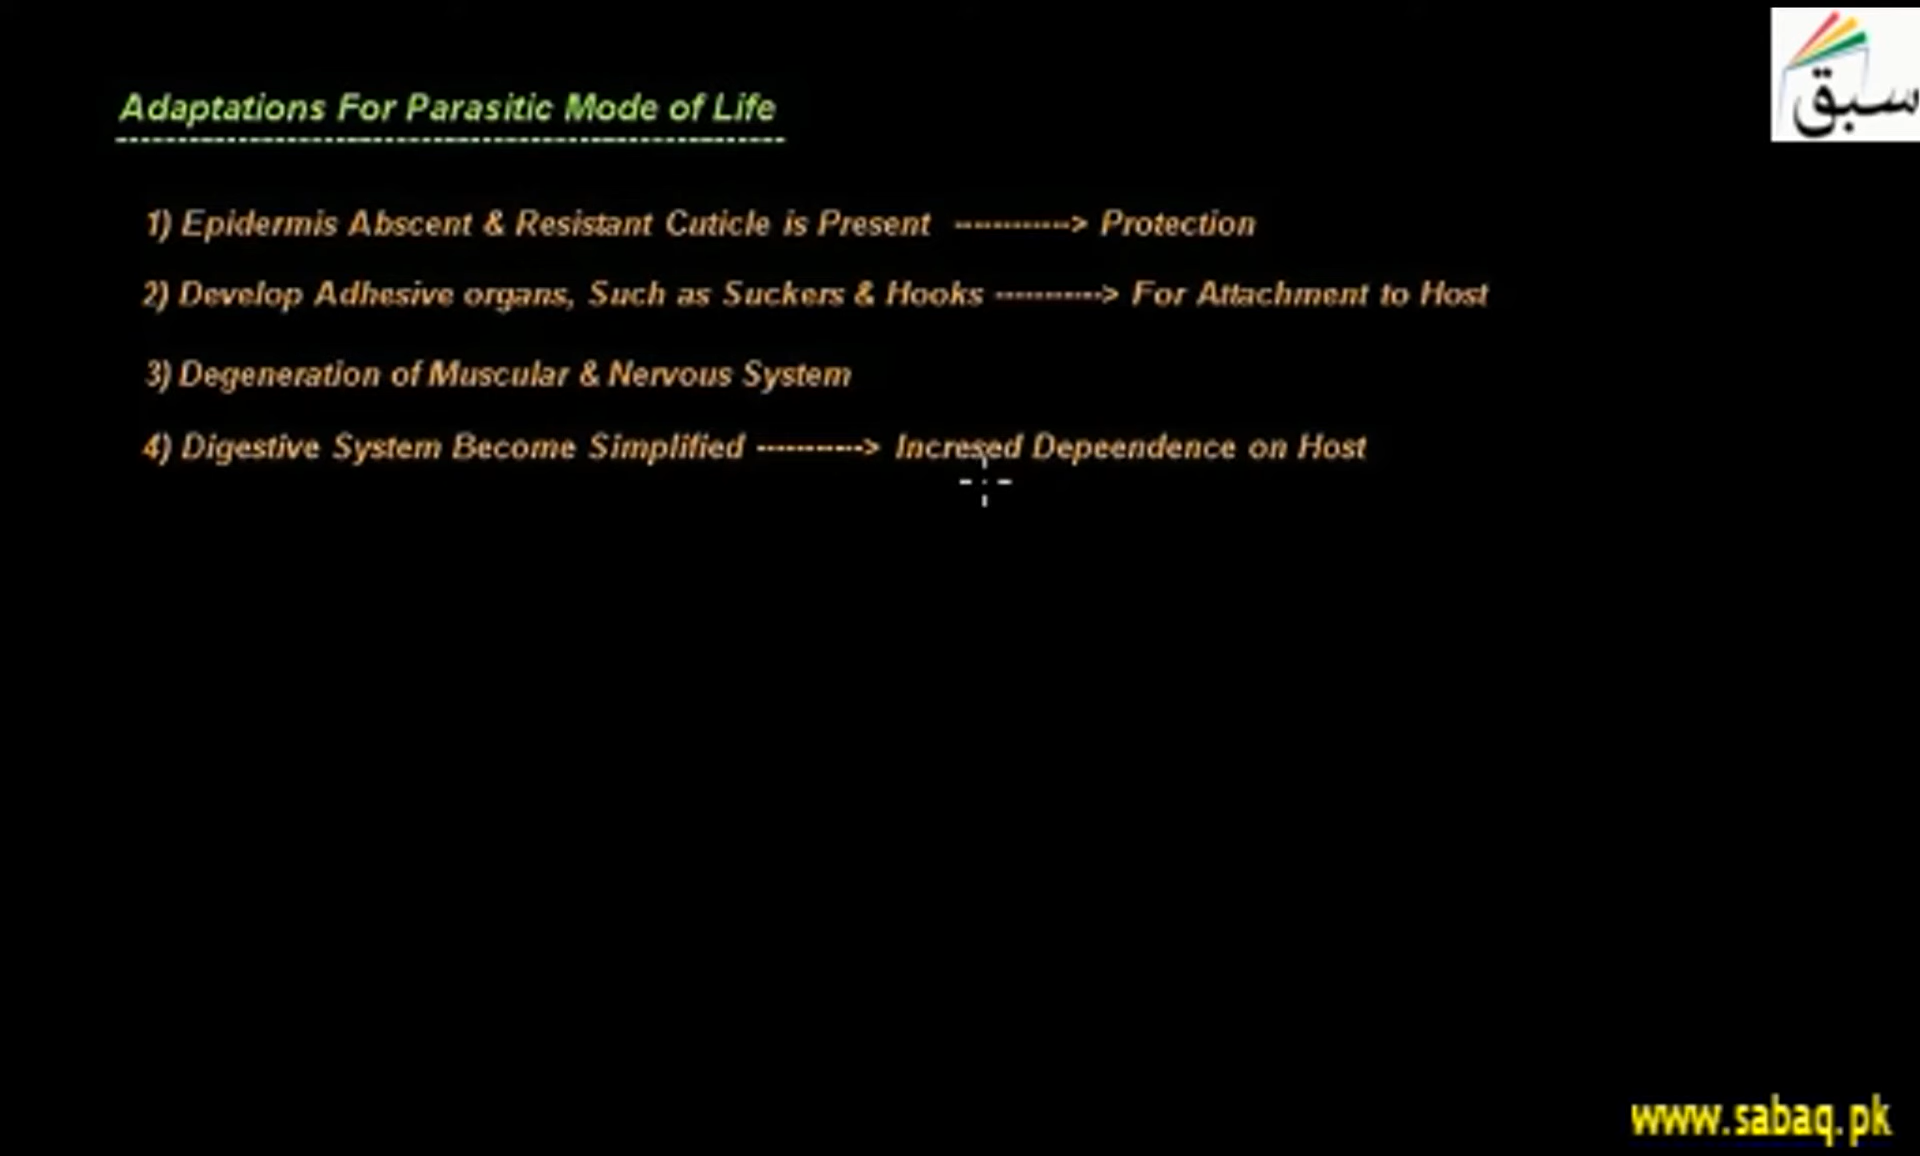 سبق
Adaptations For Parasitic Mode of Life
1) Epidermis Abscent & Resistant Cuticle is Present -----------> Protection
2) Develop Adhesive organs, Such as Suckers & Hooks ----------> For Attachment to Host
3) Degeneration of Muscular & Nervous System
4) Digestive System Become Simplified ----------> Incresed Depeendence on Host
www.sabaq.pk